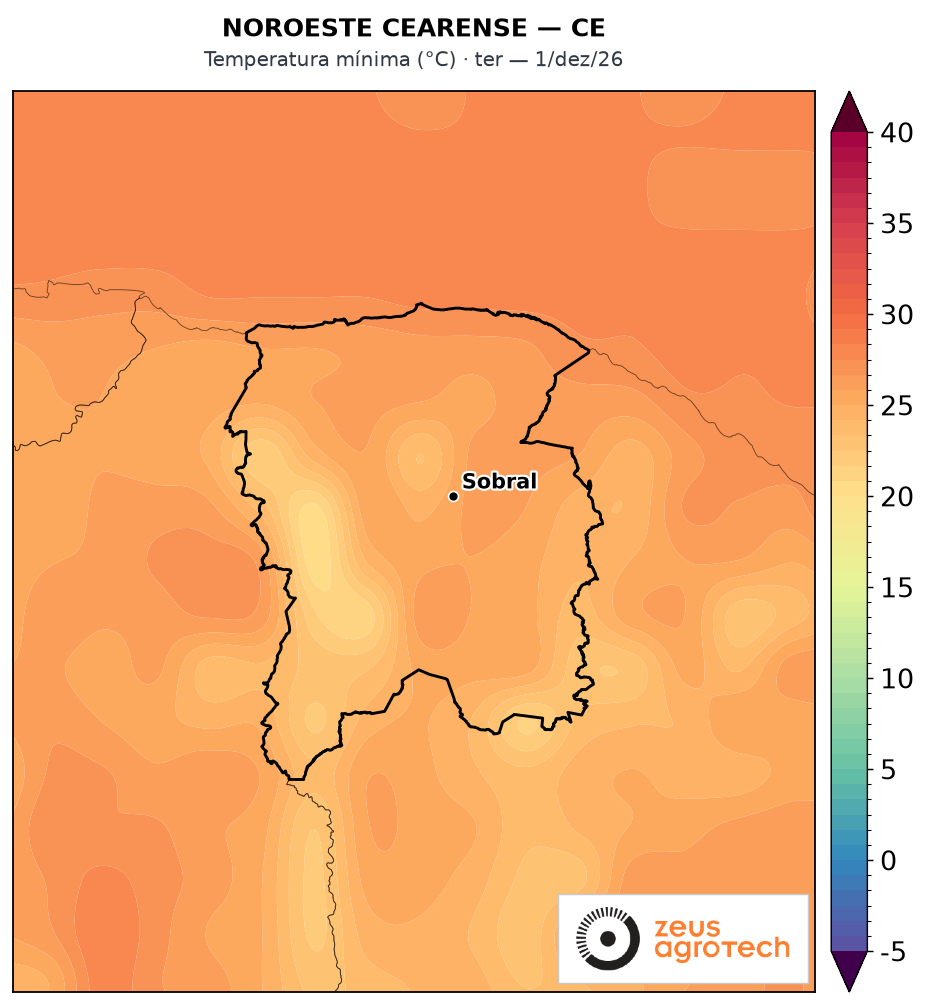 NOROESTE CEARENSE — CE
Temperatura mínima (°C) · ter — 1/dez/26
40
35
30
25
20
15
10
5
0
-5
Sobral
zeus
agrotech